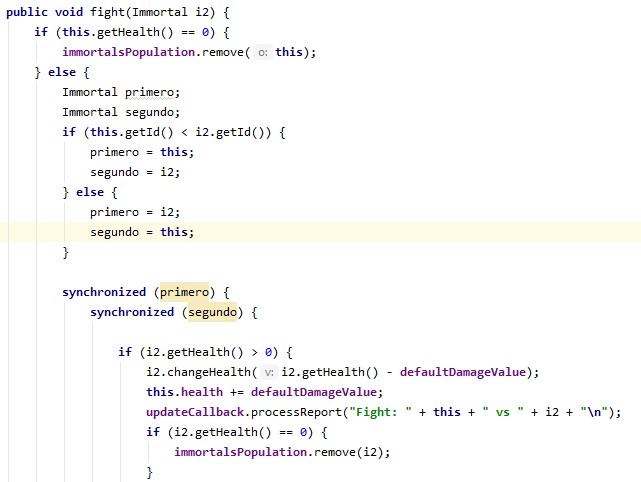 public void fight(Immortal i2) {
if (this.getHealth() == 0) {
immortalsPopulation.remove( o: this);
} else {
Immortal primero;
Immortal segundo;
if (this.getId() < i2.getId()) {
primero = this;
segundo = i2;
} else {
primero = i2;
segundo = this;
}
synchronized (primero) {
synchronized (segundo) {
if (i2.getHealth() > 0) {
i2.changeHealth( v: i2.getHealth() - defaultDamageValue);
this.health += defaultDamageValue;
updateCallback.processReport("Fight: " + this + " vs " + i2 + "\n");
if (i2.getHealth() == 0) {
immortalsPopulation.remove(i2);
}